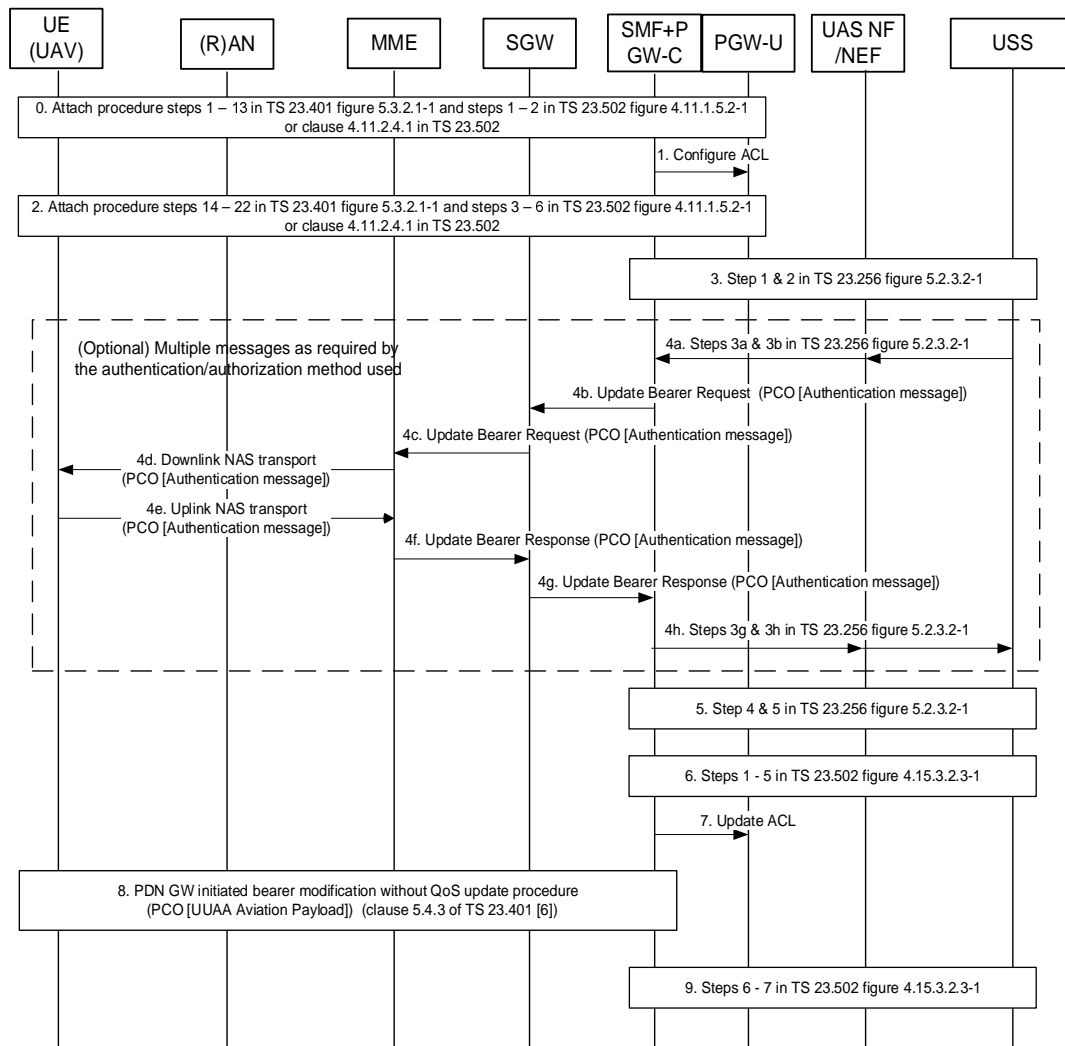 UE
(UAV)
(R)AN
MME
SGW
SMF+P
GW-C
PGW-U
UAS NF
/NEF
USS
0. Attach procedure steps 1 – 13 in TS 23.401 figure 5.3.2.1-1 and steps 1 – 2 in TS 23.502 figure 4.11.1.5.2-1
or clause 4.11.2.4.1 in TS 23.502
1. Configure ACL
2. Attach procedure steps 14 – 22 in TS 23.401 figure 5.3.2.1-1 and steps 3 – 6 in TS 23.502 figure 4.11.1.5.2-1
or clause 4.11.2.4.1 in TS 23.502
3. Step 1 & 2 in TS 23.256 figure 5.2.3.2-1
(Optional) Multiple messages as required by
the authentication/authorization method used
4a. Steps 3a & 3b in TS 23.256 figure 5.2.3.2-1
4b. Update Bearer Request (PCO [Authentication message])
4c. Update Bearer Request (PCO [Authentication message])
4d. Downlink NAS transport
(PCO [Authentication message])
4e. Uplink NAS transport
(PCO [Authentication message])
4f. Update Bearer Response (PCO [Authentication message])
4g. Update Bearer Response (PCO [Authentication message])
4h. Steps 3g & 3h in TS 23.256 figure 5.2.3.2-1
5. Step 4 & 5 in TS 23.256 figure 5.2.3.2-1
6. Steps 1 - 5 in TS 23.502 figure 4.15.3.2.3-1
7. Update ACL
8. PDN GW initiated bearer modification without QoS update procedure
(PCO [UUAA Aviation Payload]) (clause 5.4.3 of TS 23.401 [6])
9. Steps 6 - 7 in TS 23.502 figure 4.15.3.2.3-1